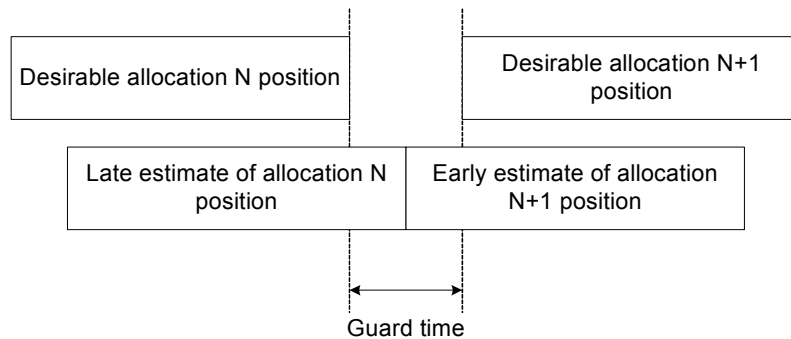 Desirable allocation N position
Desirable allocation N+1
position
Late estimate of allocation N
position
Early estimate of allocation
N+1 position
Guard time